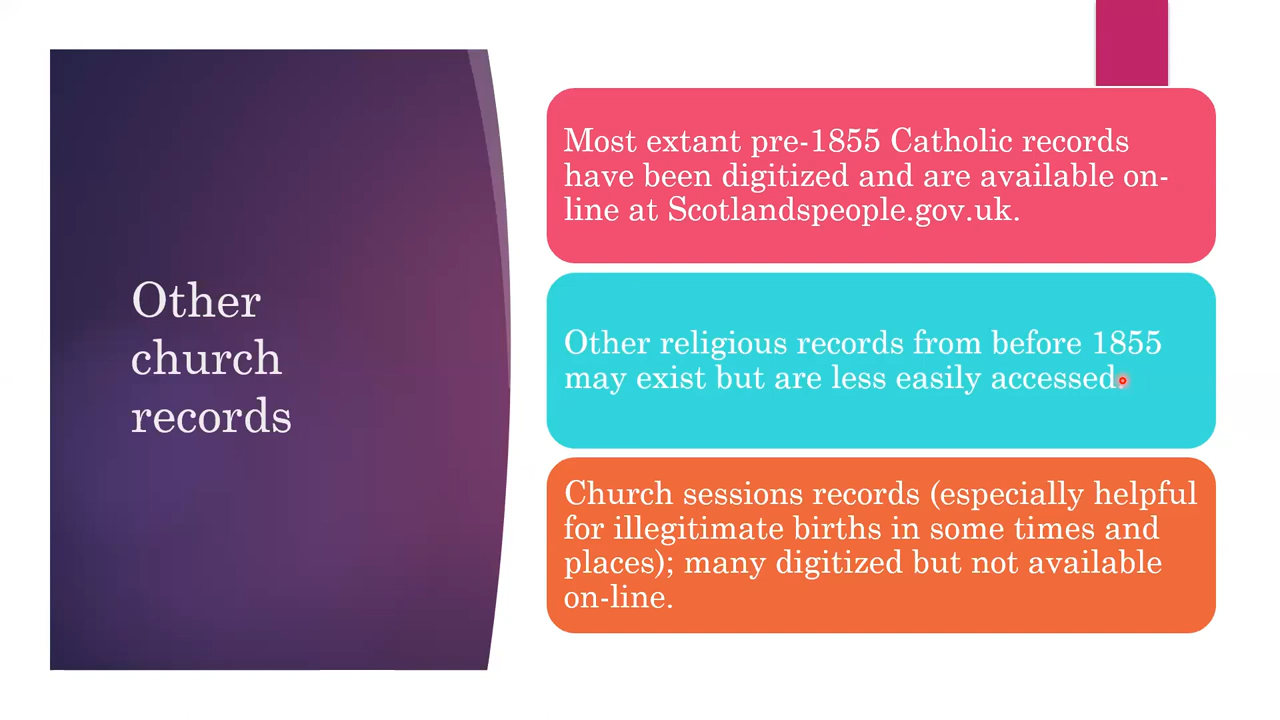 Other
church
records
Most extant pre-1855 Catholic records
have been digitized and are available on-
line at Scotlandspeople.gov.uk.
Other religious records from before 1855
may exist but are less easily accessed.
Church sessions records (especially helpful
for illegitimate births in some times and
places); many digitized but not available
on-line.